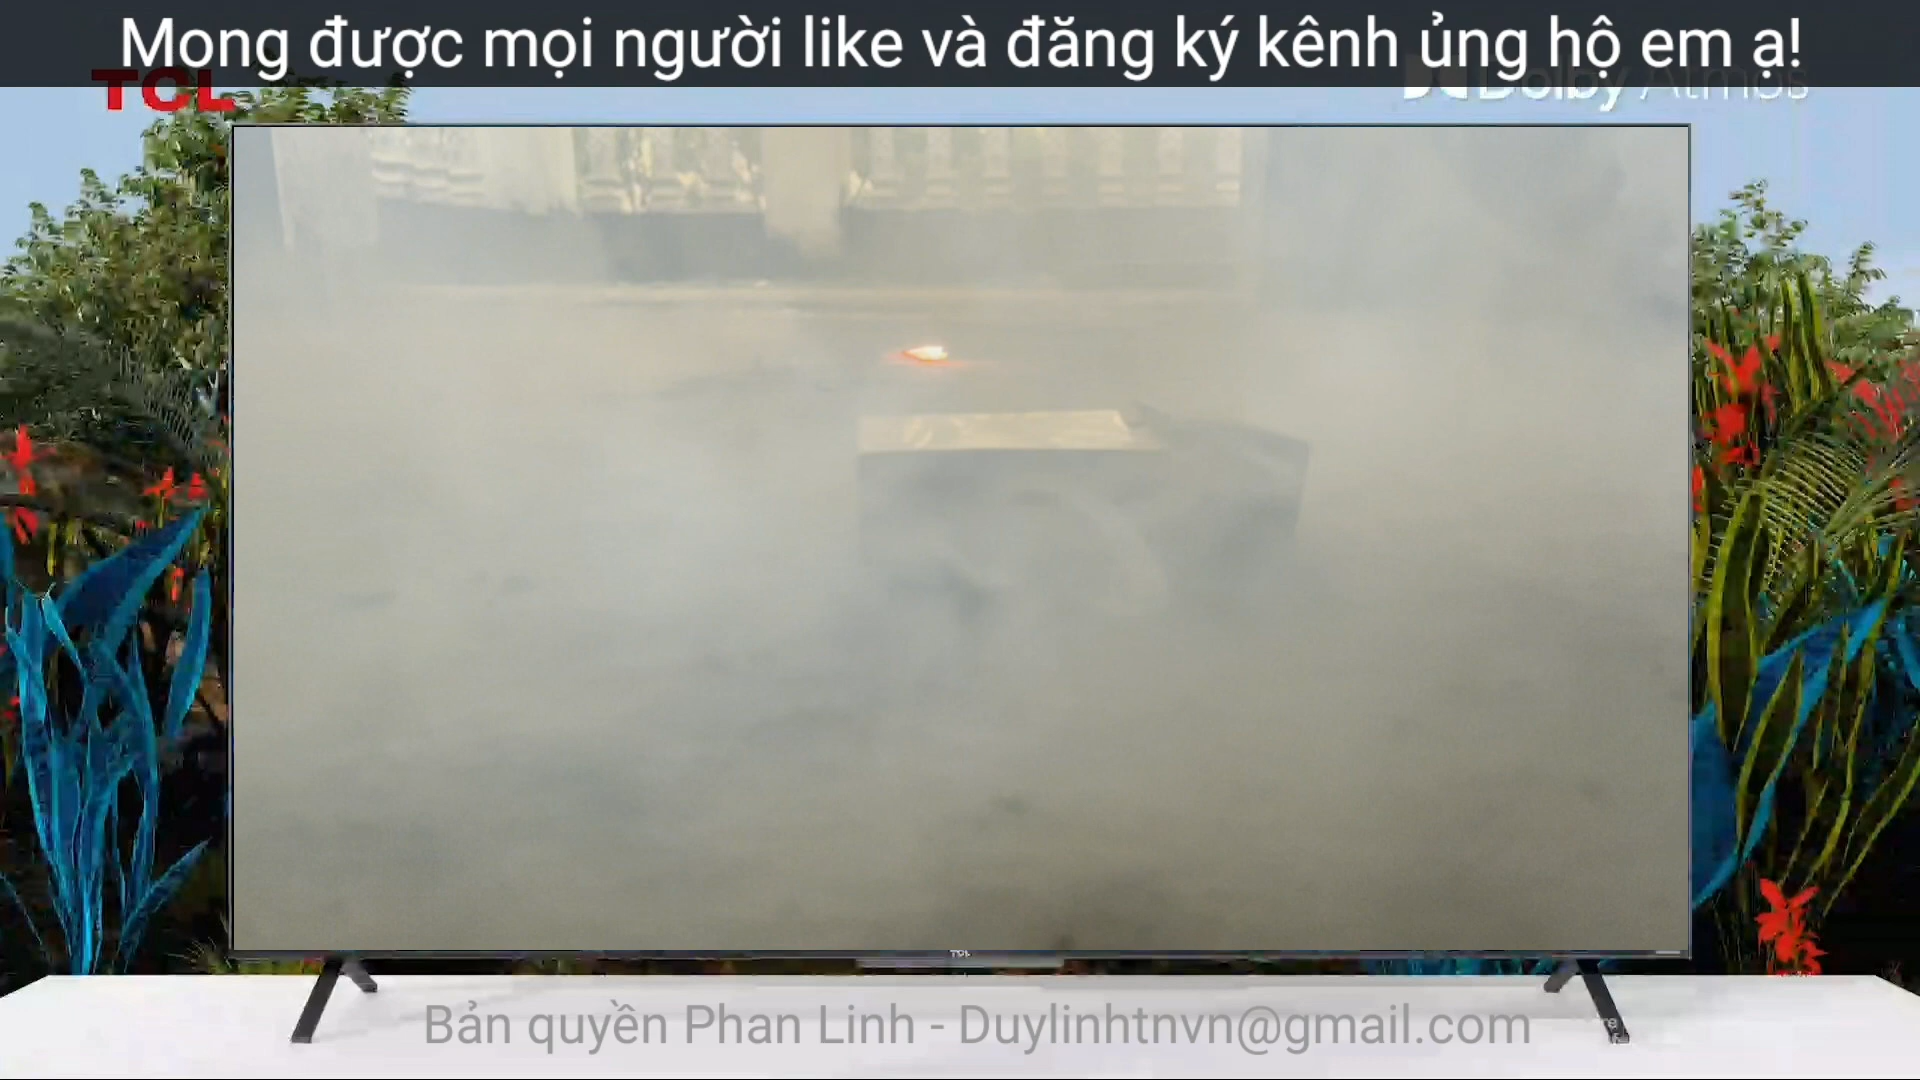 Mong được mọi người like và đăng ký kênh ủng hộ em ạ!
TCL
Dolby Atmos
TCL
Bản quyền Phan Linh - Duylinhtnvn@gmail.com